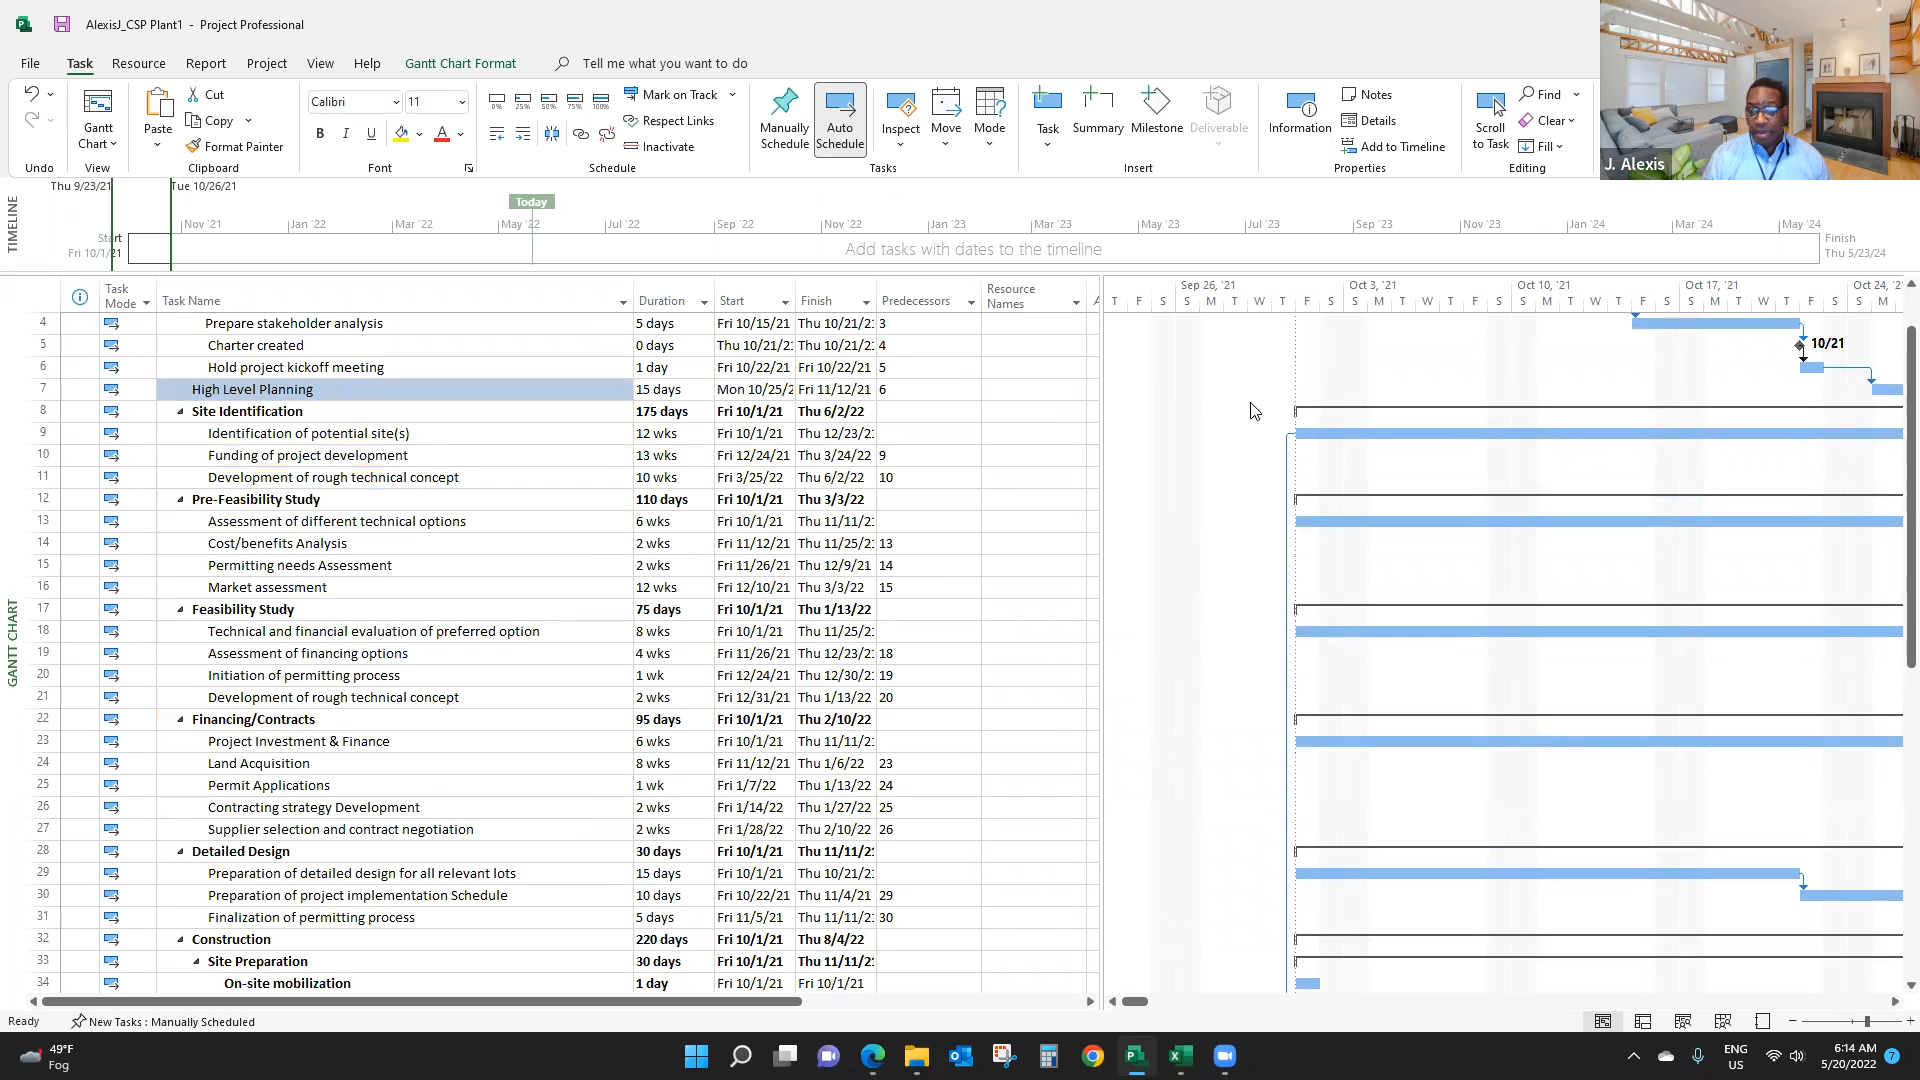 AlexisJ_CSP Plant1 - Project Professional
File Task Resource Report Project View Help Gantt Chart Format Tell me what you want to do
Gantt Chart
Paste
Cut
Copy
Format Painter
Calibri 11
B I U A
0% 25% 50% 75% 100%
Mark on Track
Respect Links
Inactivate
Manually Schedule
Auto Schedule
Inspect
Move
Mode
Task
Summary
Milestone
Deliverable
Information
Notes
Details
Add to Timeline
Scroll to Task
Find
Clear
Fill
Undo View Clipboard Font Schedule Tasks Insert Properties Editing
J. Alexis
TIMELINE
Thu 9/23/21 Tue 10/26/21
Today
Nov '21 Jan '22 Mar '22 May '22 Jul '22 Sep '22 Nov '22 Jan '23 Mar '23 May '23 Jul '23 Sep '23 Nov '23 Jan '24 Mar '24 May '24
Start
Fri 10/1/21
Add tasks with dates to the timeline
Finish
Thu 5/23/24
GANTT CHART
Task Mode Task Name Duration Start Finish Predecessors Resource Names A
Sep 26, '21 Oct 3, '21 Oct 10, '21 Oct 17, '21 Oct 24, '2
T F S S M T W T F S S M T W T F S S M T W T F S S M T W T F S S M
4 Prepare stakeholder analysis 5 days Fri 10/15/21 Thu 10/21/21 3
5 Charter created 0 days Thu 10/21/21 Thu 10/21/21 4
10/21
6 Hold project kickoff meeting 1 day Fri 10/22/21 Fri 10/22/21 5
7 High Level Planning 15 days Mon 10/25/2 Fri 11/12/21 6
8 Site Identification 175 days Fri 10/1/21 Thu 6/2/22
9 Identification of potential site(s) 12 wks Fri 10/1/21 Thu 12/23/21
10 Funding of project development 13 wks Fri 12/24/21 Thu 3/24/22 9
11 Development of rough technical concept 10 wks Fri 3/25/22 Thu 6/2/22 10
12 Pre-Feasibility Study 110 days Fri 10/1/21 Thu 3/3/22
13 Assessment of different technical options 6 wks Fri 10/1/21 Thu 11/11/21
14 Cost/benefits Analysis 2 wks Fri 11/12/21 Thu 11/25/21 13
15 Permitting needs Assessment 2 wks Fri 11/26/21 Thu 12/9/21 14
16 Market assessment 12 wks Fri 12/10/21 Thu 3/3/22 15
17 Feasibility Study 75 days Fri 10/1/21 Thu 1/13/22
18 Technical and financial evaluation of preferred option 8 wks Fri 10/1/21 Thu 11/25/21
19 Assessment of financing options 4 wks Fri 11/26/21 Thu 12/23/21 18
20 Initiation of permitting process 1 wk Fri 12/24/21 Thu 12/30/21 19
21 Development of rough technical concept 2 wks Fri 12/31/21 Thu 1/13/22 20
22 Financing/Contracts 95 days Fri 10/1/21 Thu 2/10/22
23 Project Investment & Finance 6 wks Fri 10/1/21 Thu 11/11/21
24 Land Acquisition 8 wks Fri 11/12/21 Thu 1/6/22 23
25 Permit Applications 1 wk Fri 1/7/22 Thu 1/13/22 24
26 Contracting strategy Development 2 wks Fri 1/14/22 Thu 1/27/22 25
27 Supplier selection and contract negotiation 2 wks Fri 1/28/22 Thu 2/10/22 26
28 Detailed Design 30 days Fri 10/1/21 Thu 11/11/21
29 Preparation of detailed design for all relevant lots 15 days Fri 10/1/21 Thu 10/21/21
30 Preparation of project implementation Schedule 10 days Fri 10/22/21 Thu 11/4/21 29
31 Finalization of permitting process 5 days Fri 11/5/21 Thu 11/11/21 30
32 Construction 220 days Fri 10/1/21 Thu 8/4/22
33 Site Preparation 30 days Fri 10/1/21 Thu 11/11/21
34 On-site mobilization 1 day Fri 10/1/21 Fri 10/1/21
Ready New Tasks : Manually Scheduled
49°F
Fog
ENG
US
6:14 AM
5/20/2022
7